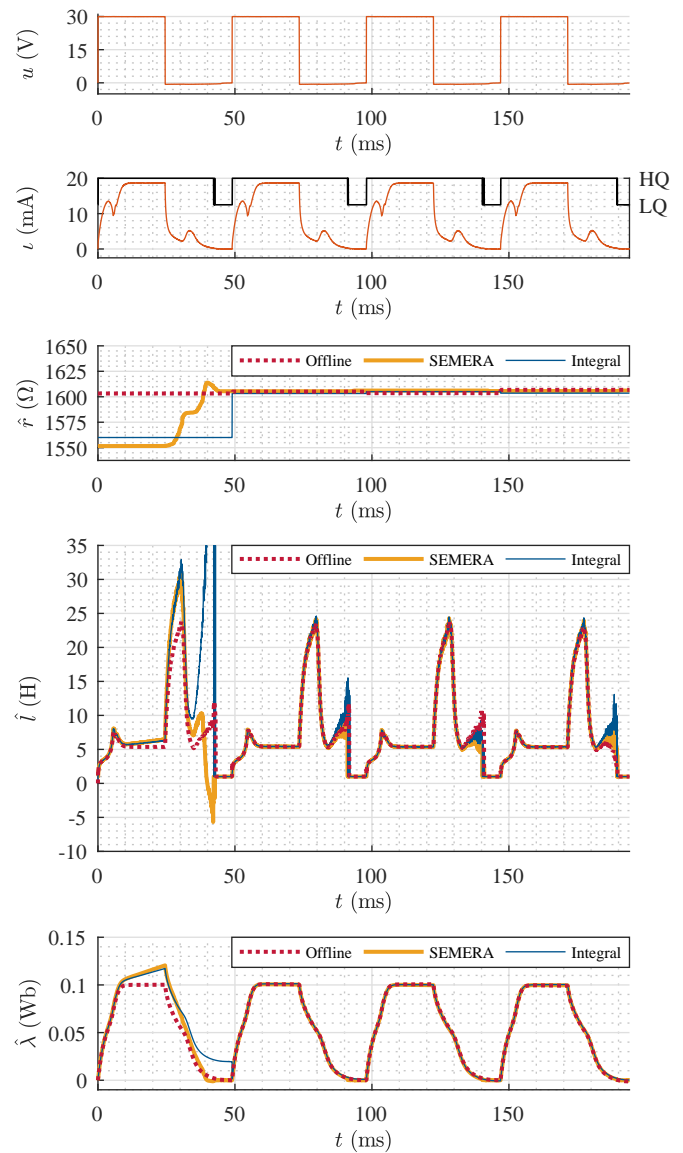 30
0
u (V)
0 50 100 150
t (ms)
20
10
0
ι (mA)
HQ
LQ
0 50 100 150
t (ms)
1650
1625
1600
1575
1550
r̂ (Ω)
Offline SEMERA Integral
0 50 100 150
t (ms)
35
30
25
20
15
10
5
0
-5
-10
l̂ (H)
Offline SEMERA Integral
0 50 100 150
t (ms)
0.15
0.1
0.05
0
λ̂ (Wb)
Offline SEMERA Integral
0 50 100 150
t (ms)